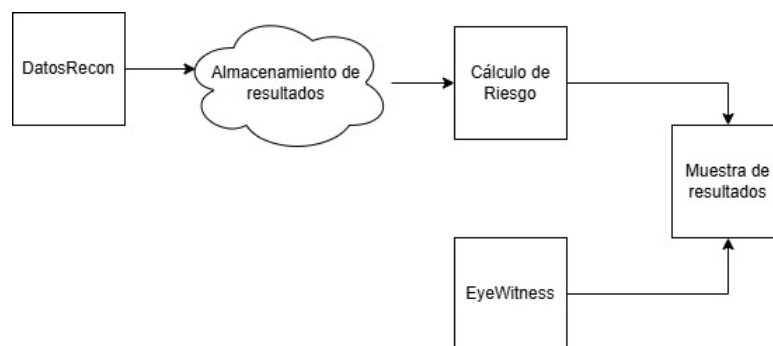 DatosRecon
Almacenamiento de
resultados
Cálculo de
Riesgo
Muestra de
resultados
EyeWitness